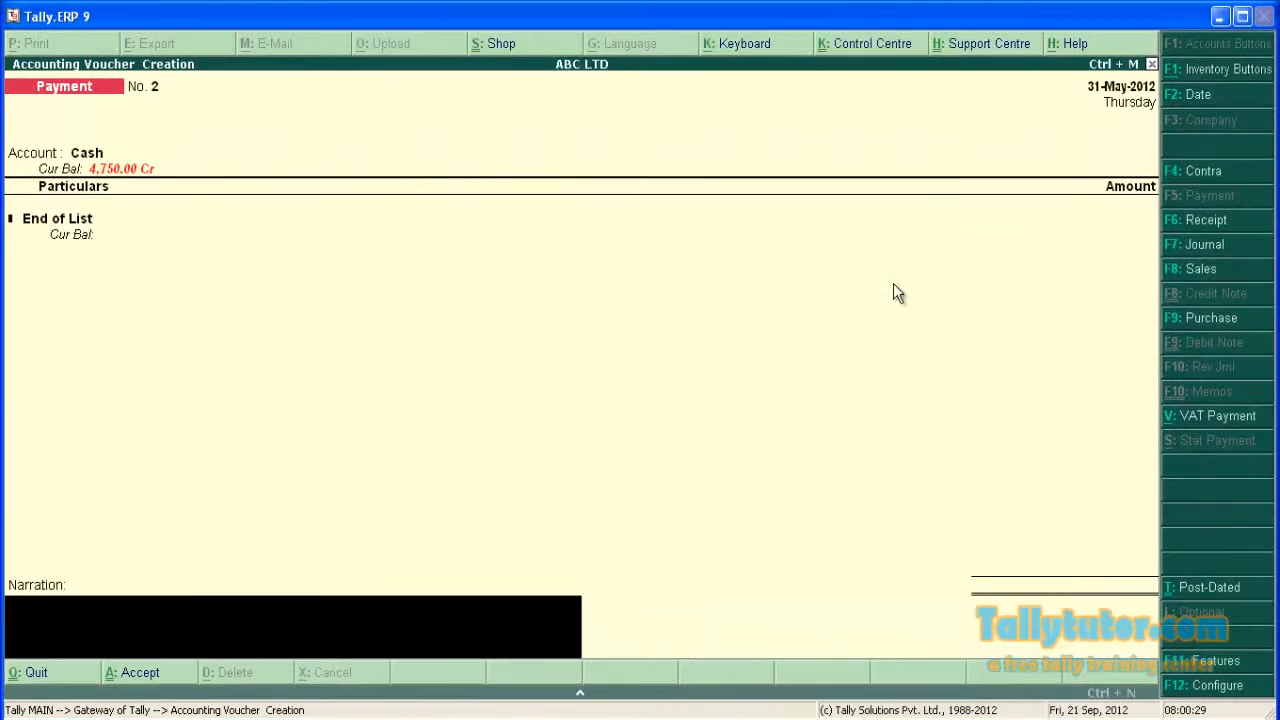 Tally.ERP 9
P: Print E: Export M: E-Mail O: Upload S: Shop G: Language K: Keyboard K: Control Centre H: Support Centre H: Help
Accounting Voucher Creation ABC LTD Ctrl + M
Payment No. 2 31-May-2012
Thursday
Account : Cash
Cur Bal: 4,750.00 Cr
Particulars Amount
End of List
Cur Bal:
Narration:
F1: Accounts Buttons
F1: Inventory Buttons
F2: Date
F3: Company
F4: Contra
F5: Payment
F6: Receipt
F7: Journal
F8: Sales
F8: Credit Note
F9: Purchase
F9: Debit Note
F10: Rev Jrnl
F10: Memos
V: VAT Payment
S: Stat Payment
T: Post-Dated
L: Optional
F11: Features
F12: Configure
Tallytutor.com
a free tally training center
Q: Quit A: Accept D: Delete X: Cancel
Ctrl + N
Tally MAIN --> Gateway of Tally --> Accounting Voucher Creation (c) Tally Solutions Pvt. Ltd., 1988-2012 Fri, 21 Sep, 2012 08:00:29